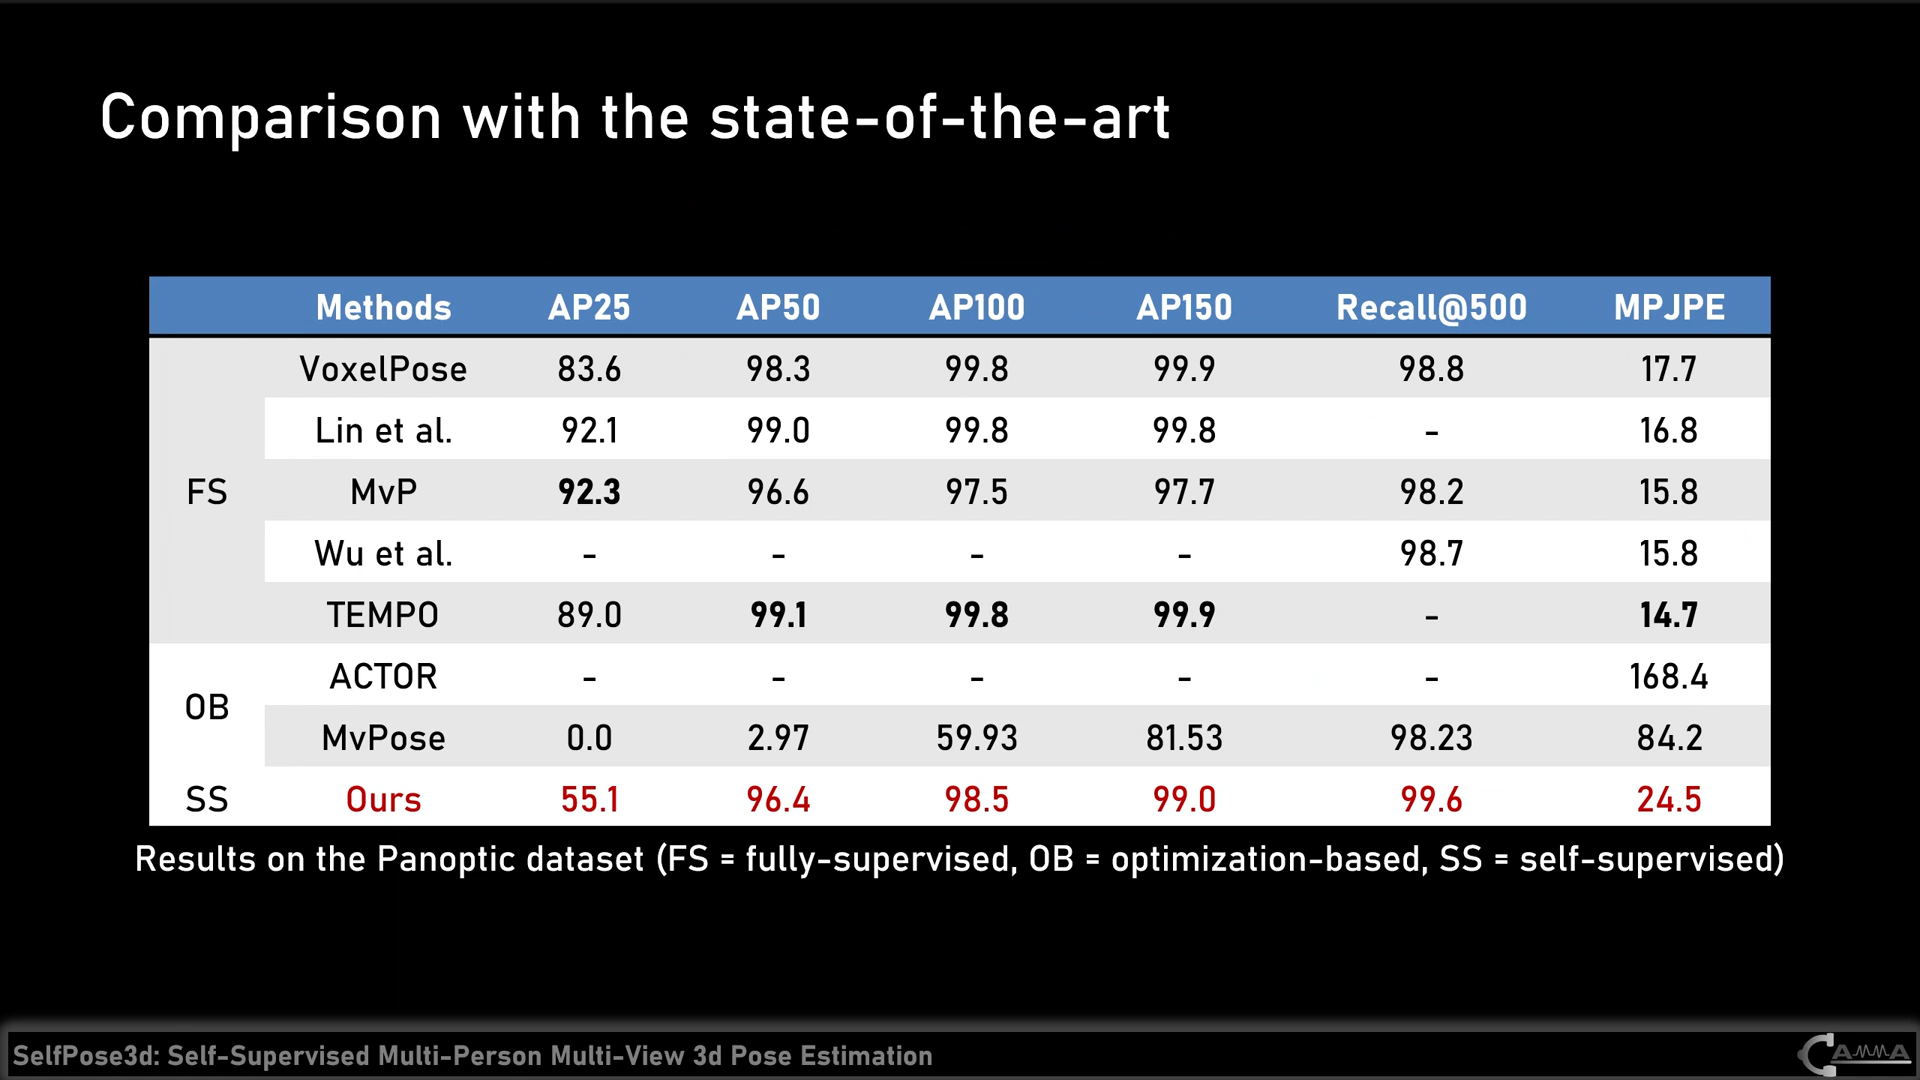 Comparison with the state-of-the-art
Methods AP25 AP50 AP100 AP150 Recall@500 MPJPE
VoxelPose 83.6 98.3 99.8 99.9 98.8 17.7
Lin et al. 92.1 99.0 99.8 99.8 - 16.8
FS MvP 92.3 96.6 97.5 97.7 98.2 15.8
Wu et al. - - - - 98.7 15.8
TEMPO 89.0 99.1 99.8 99.9 - 14.7
ACTOR - - - - - 168.4
OB
MvPose 0.0 2.97 59.93 81.53 98.23 84.2
SS Ours 55.1 96.4 98.5 99.0 99.6 24.5
Results on the Panoptic dataset (FS = fully-supervised, OB = optimization-based, SS = self-supervised)
SelfPose3d: Self-Supervised Multi-Person Multi-View 3d Pose Estimation
CAMMA